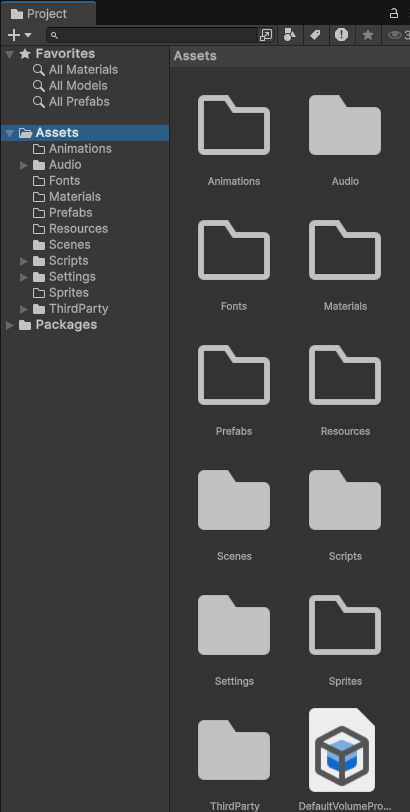 Project
3
Favorites
All Materials
All Models
All Prefabs
Assets
Animations
Audio
Fonts
Materials
Prefabs
Resources
Scenes
Scripts
Settings
Sprites
ThirdParty
Packages
Assets
Animations
Audio
Fonts
Materials
Prefabs
Resources
Scenes
Scripts
Settings
Sprites
ThirdParty
DefaultVolumePro...